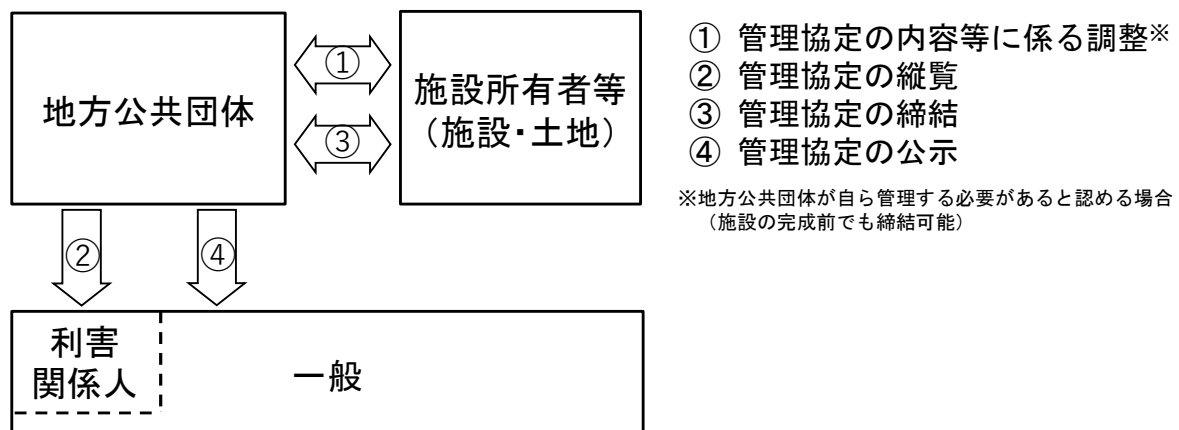 地方公共団体
①
③
施設所有者等
（施設・土地）
① 管理協定の内容等に係る調整※
② 管理協定の縦覧
③ 管理協定の締結
④ 管理協定の公示
※地方公共団体が自ら管理する必要があると認める場合
（施設の完成前でも締結可能）
②
④
利害
関係人
一般